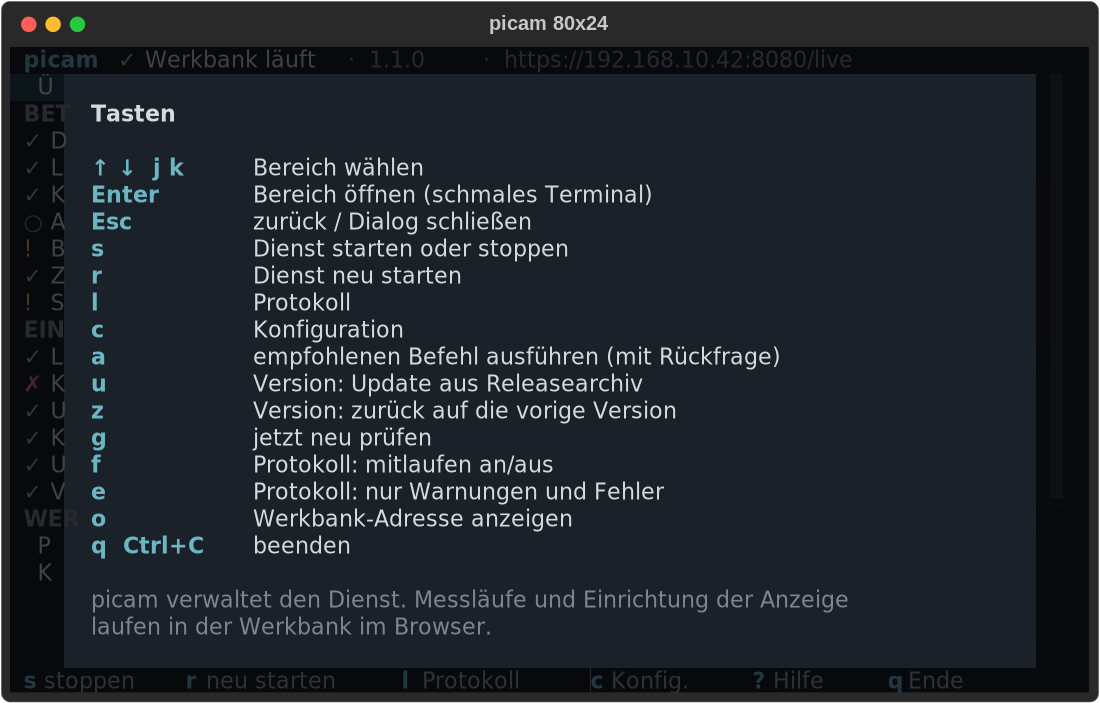 picam 80x24
picam ✓ Werkbank läuft · 1.1.0 · https://192.168.10.42:8080/live
Ü
BET
Tasten
✓ D
✓ L
↑ ↓ j k Bereich wählen
✓ K
Enter Bereich öffnen (schmales Terminal)
○ A
Esc zurück / Dialog schließen
! B
s Dienst starten oder stoppen
✓ Z
r Dienst neu starten
! S
l Protokoll
EIN
c Konfiguration
✓ L
a empfohlenen Befehl ausführen (mit Rückfrage)
✗ K
u Version: Update aus Releasearchiv
✓ U
z Version: zurück auf die vorige Version
✓ K
g jetzt neu prüfen
✓ U
f Protokoll: mitlaufen an/aus
✓ V
e Protokoll: nur Warnungen und Fehler
WER
o Werkbank-Adresse anzeigen
P
q Ctrl+C beenden
K
picam verwaltet den Dienst. Messläufe und Einrichtung der Anzeige
laufen in der Werkbank im Browser.
s stoppen r neu starten l Protokoll c Konfig. ? Hilfe q Ende